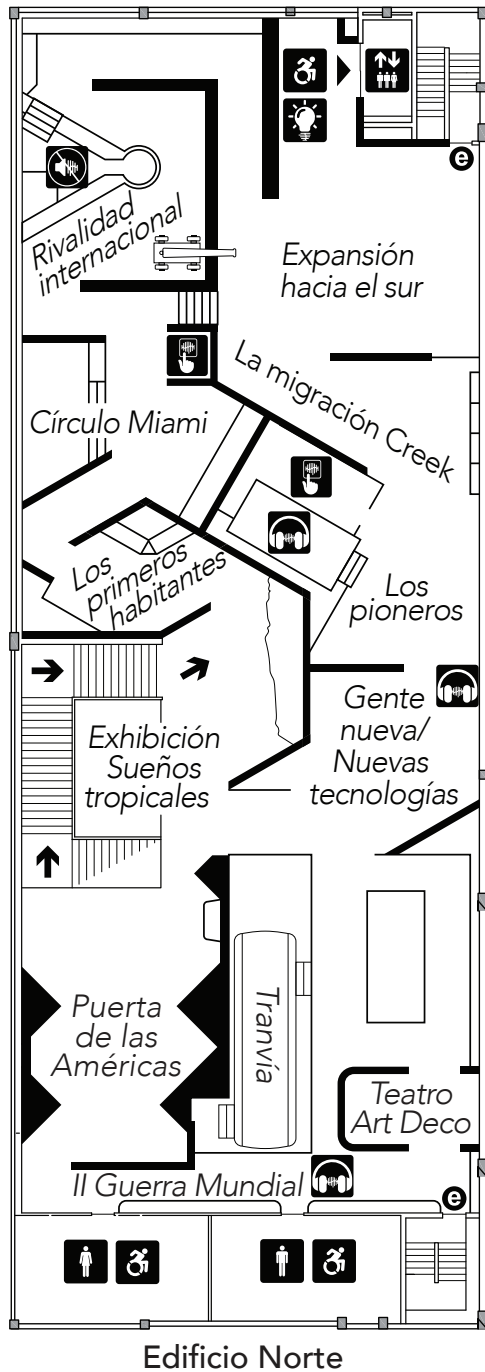 Rivalidad
internacional
Expansión
hacia el sur
e
La migración Creek
Círculo Miami
Los
primeros
habitantes
Los
pioneros
Exhibición
Sueños
tropicales
Gente
nueva/
Nuevas
tecnologías
Puerta
de las
Américas
Tranvía
Teatro
Art Deco
II Guerra Mundial
e
Edificio Norte